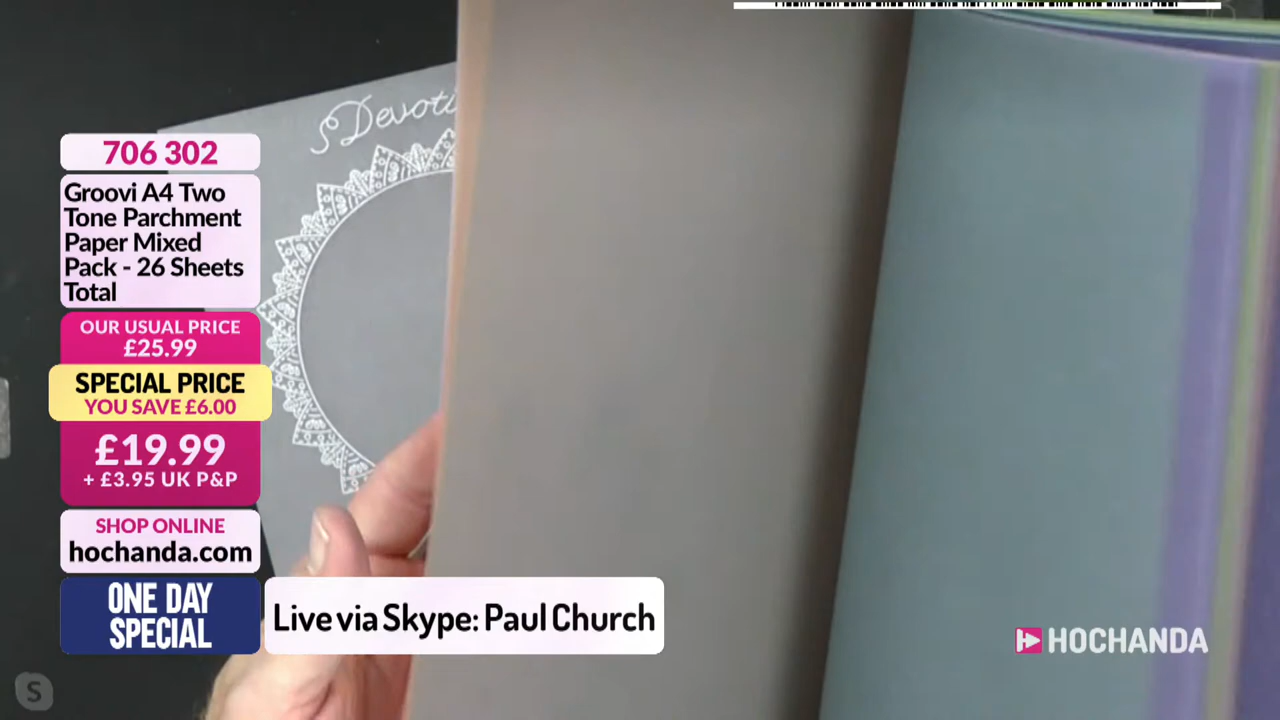 706 302
Groovi A4 Two
Tone Parchment
Paper Mixed
Pack - 26 Sheets
Total
OUR USUAL PRICE
£25.99
SPECIAL PRICE
YOU SAVE £6.00
£19.99
+ £3.95 UK P&P
SHOP ONLINE
hochanda.com
ONE DAY
SPECIAL
Live via Skype: Paul Church
HOCHANDA
S